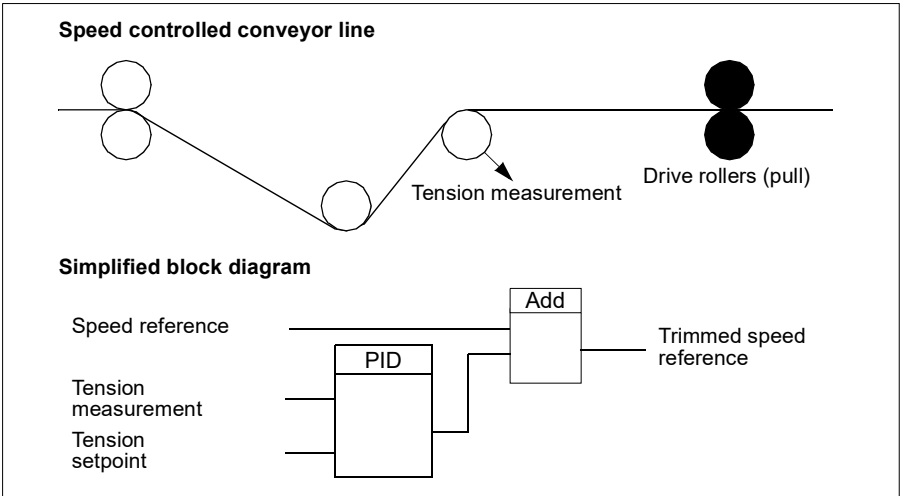 Speed controlled conveyor line
Tension measurement
Drive rollers (pull)
Simplified block diagram
Add
Speed reference
Trimmed speed
reference
PID
Tension
measurement
Tension
setpoint